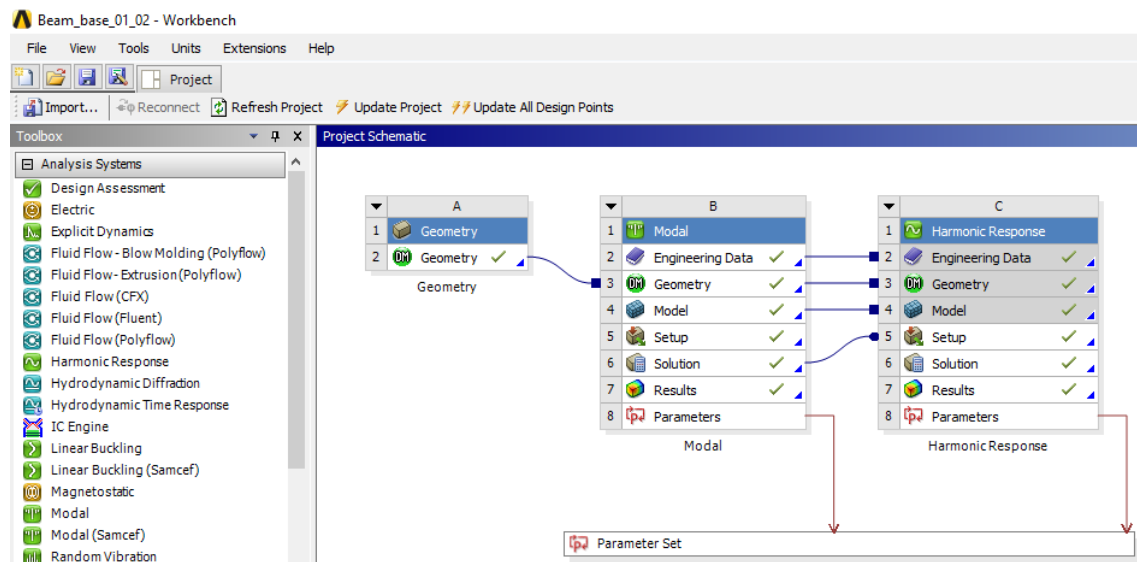 Beam_base_01_02 - Workbench
File View Tools Units Extensions Help
Project
Import... Reconnect Refresh Project Update Project Update All Design Points
Toolbox
Project Schematic
Analysis Systems
Design Assessment
Electric
Explicit Dynamics
Fluid Flow - Blow Molding (Polyflow)
Fluid Flow - Extrusion (Polyflow)
Fluid Flow (CFX)
Fluid Flow (Fluent)
Fluid Flow (Polyflow)
Harmonic Response
Hydrodynamic Diffraction
Hydrodynamic Time Response
IC Engine
Linear Buckling
Linear Buckling (Samcef)
Magnetostatic
Modal
Modal (Samcef)
Random Vibration
A
1 Geometry
2 DM Geometry
Geometry
B
1 Modal
2 Engineering Data
3 DM Geometry
4 Model
5 Setup
6 Solution
7 Results
8 Parameters
Modal
C
1 Harmonic Response
2 Engineering Data
3 DM Geometry
4 Model
5 Setup
6 Solution
7 Results
8 Parameters
Harmonic Response
Parameter Set